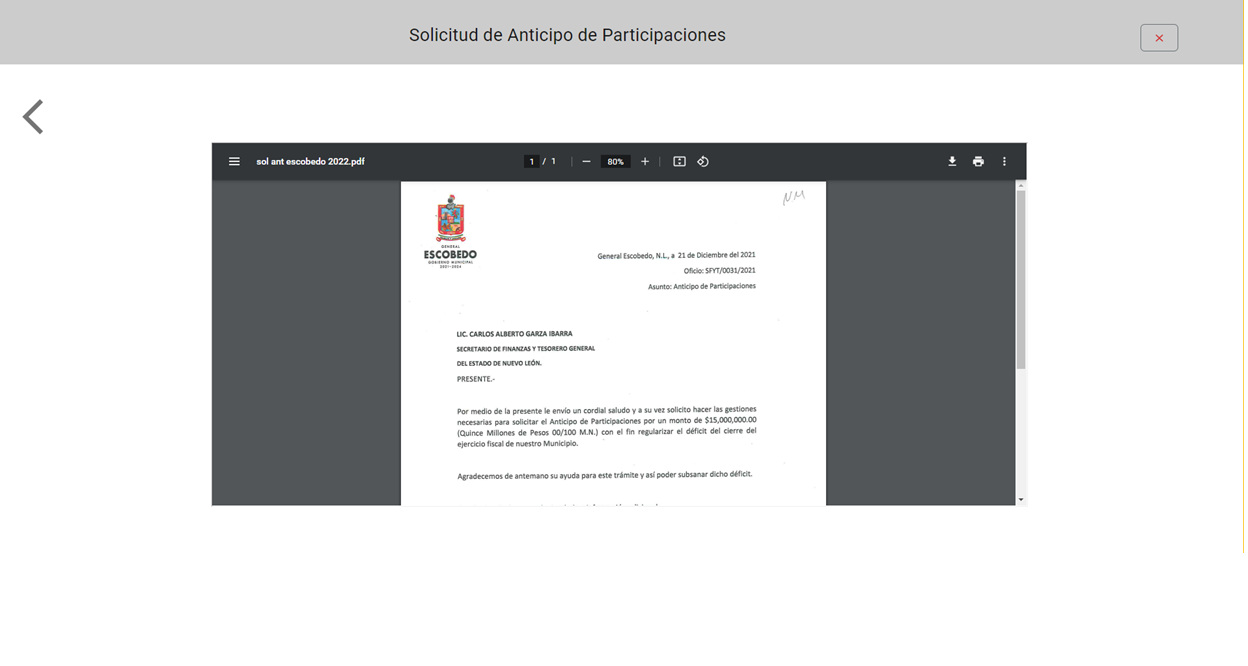 Solicitud de Anticipo de Participaciones
sol ant escobedo 2022.pdf
1 / 1
80%
NM
GENERAL
ESCOBEDO
GOBIERNO MUNICIPAL
2021-2024
General Escobedo, N.L., a 21 de Diciembre del 2021
Oficio: SFYT/0031/2021
Asunto: Anticipo de Participaciones
LIC. CARLOS ALBERTO GARZA IBARRA
SECRETARIO DE FINANZAS Y TESORERO GENERAL
DEL ESTADO DE NUEVO LEÓN.
PRESENTE.-
Por medio de la presente le envío un cordial saludo y a su vez solicito hacer las gestiones
necesarias para solicitar el Anticipo de Participaciones por un monto de $15,000,000.00
(Quince Millones de Pesos 00/100 M.N.) con el fin regularizar el déficit del cierre del
ejercicio fiscal de nuestro Municipio.
Agradecemos de antemano su ayuda para este trámite y así poder subsanar dicho déficit.